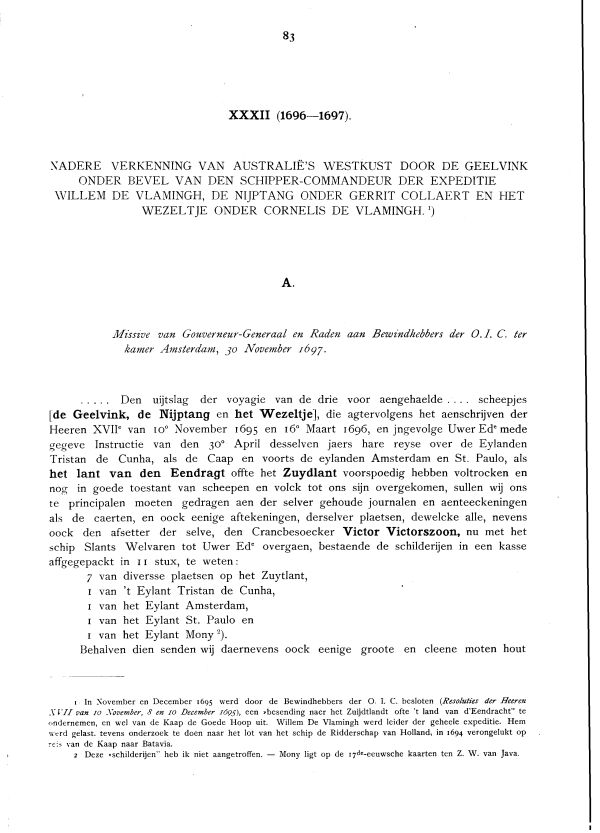 83
XXXII (1696—1697).
NADERE VERKENNING VAN AUSTRALIË'S WESTKUST DOOR DE GEELVINK
ONDER BEVEL VAN DEN SCHIPPER-COMMANDEUR DER EXPEDITIE
WILLEM DE VLAMINGH, DE NIJPTANG ONDER GERRIT COLLAERT EN HET
WEZELTJE ONDER CORNELIS DE VLAMINGH. ¹)
A.
Missive van Gouverneur-Generaal en Raden aan Bewindhebbers der O. I. C. ter
kamer Amsterdam, 30 November 1697.
..... Den uijtslag der voyagie van de drie voor aengehaelde .... scheepjes
[de Geelvink, de Nijptang en het Wezeltje], die agtervolgens het aenschrijven der
Heeren XVIIᵉ van 10ᵉ November 1695 en 16ᵉ Maart 1696, en jngevolge Uwer Edᵉ mede
gegeve Instructie van den 30ᵉ April desselven jaers hare reyse over de Eylanden
Tristan de Cunha, als de Caap en voorts de eylanden Amsterdam en St. Paulo, als
het lant van den Eendragt offte het Zuydlant voorspoedig hebben voltrocken en
nog in goede toestant van scheepen en volck tot ons sijn overgekomen, sullen wij ons
te principalen moeten gedragen aen der selver gehoude journalen en aenteeckeningen
als de caerten, en oock eenige aftekeningen, derselver plaetsen, dewelcke alle, nevens
oock den afsetter der selve, den Crancbesoecker Victor Victorszoon, nu met het
schip Slants Welvaren tot Uwer Edᵉ overgaen, bestaende de schilderijen in een kasse
affgegepackt in 11 stux, te weten:
7 van diversse plaetsen op het Zuytlant,
1 van 't Eylant Tristan de Cunha,
1 van het Eylant Amsterdam,
1 van het Eylant St. Paulo en
1 van het Eylant Mony ²).
Behalven dien senden wij daernevens oock eenige groote en cleene moten hout
1 In November en December 1695 werd door de Bewindhebbers der O. I. C. besloten (Resoluties der Heeren
XVII van 10 November, 8 en 10 December 1695), een »besending naer het Zuijdtlandt ofte 't land van d'Eendracht" te
ondernemen, en wel van de Kaap de Goede Hoop uit. Willem De Vlamingh werd leider der geheele expeditie. Hem
werd gelast, tevens onderzoek te doen naar het lot van het schip de Ridderschap van Holland, in 1694 verongelukt op
reis van de Kaap naar Batavia.
2 Deze »schilderijen" heb ik niet aangetroffen. — Mony ligt op de 17ᵈᵉ-eeuwsche kaarten ten Z. W. van Java.